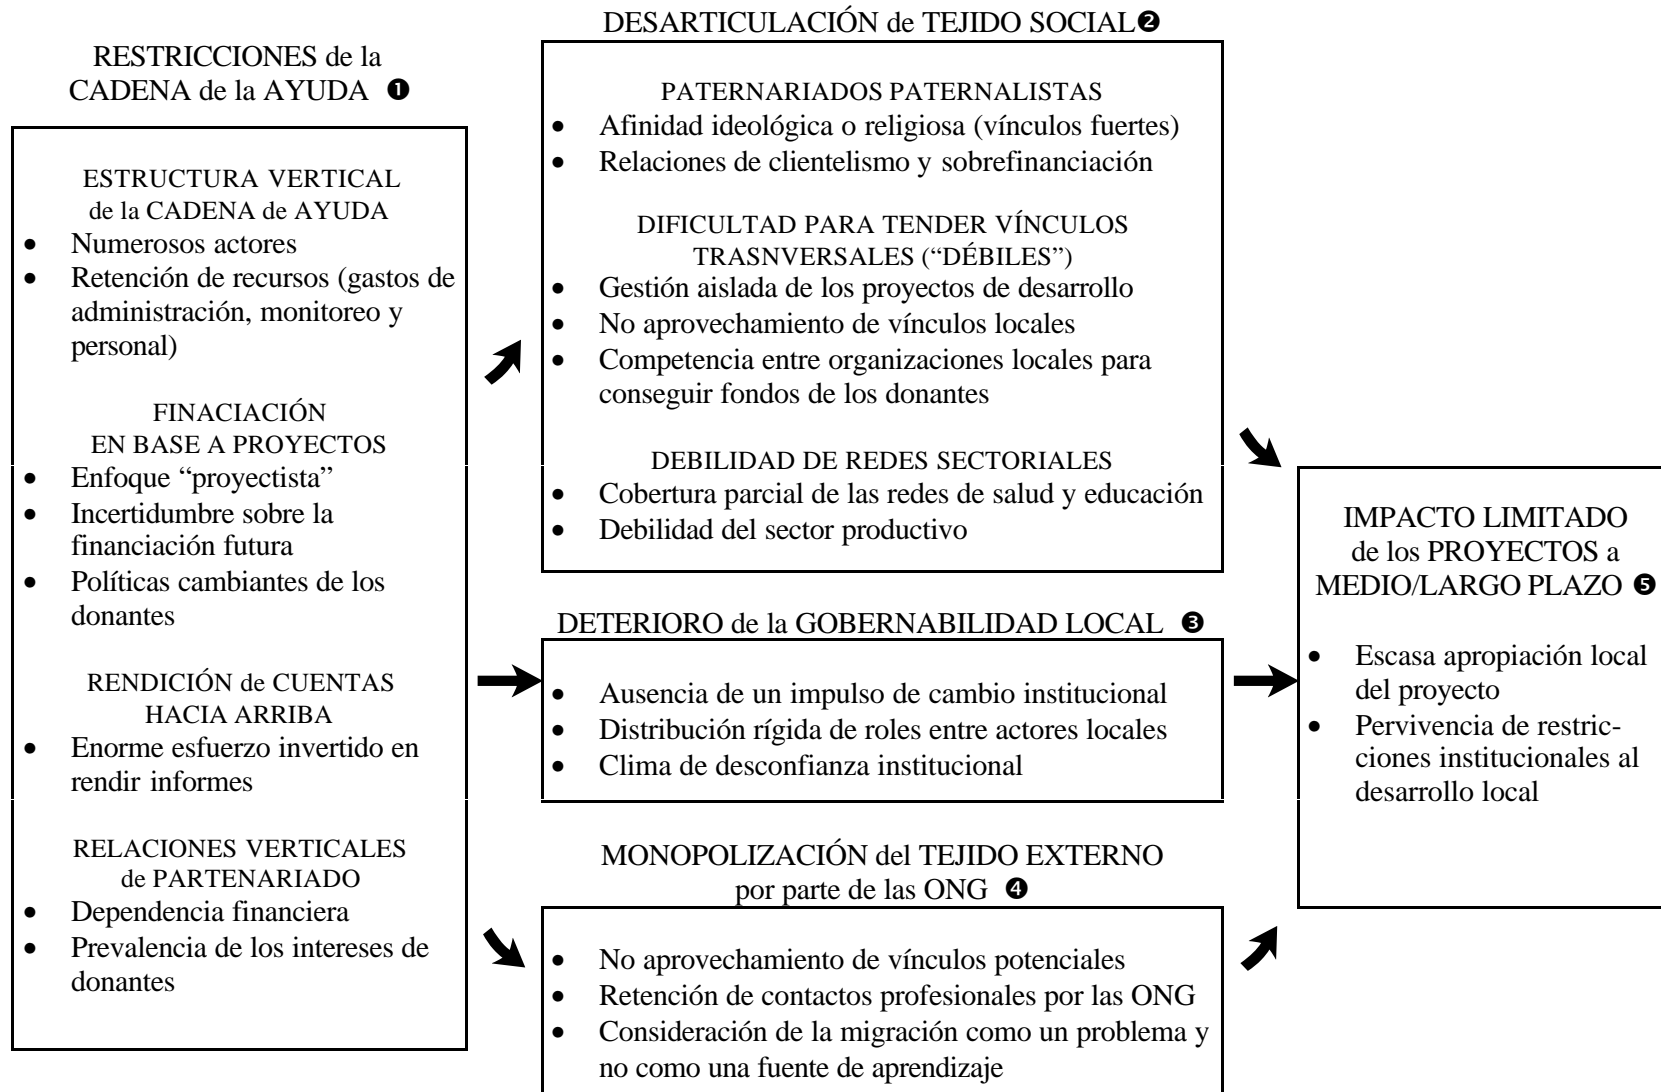 RESTRICCIONES de la
CADENA de la AYUDA ❶
ESTRUCTURA VERTICAL
de la CADENA de AYUDA
• Numerosos actores
• Retención de recursos (gastos de
administración, monitoreo y
personal)
FINACIACIÓN
EN BASE A PROYECTOS
• Enfoque “proyectista”
• Incertidumbre sobre la
financiación futura
• Políticas cambiantes de los
donantes
RENDICIÓN de CUENTAS
HACIA ARRIBA
• Enorme esfuerzo invertido en
rendir informes
RELACIONES VERTICALES
de PARTENARIADO
• Dependencia financiera
• Prevalencia de los intereses de
donantes
DESARTICULACIÓN de TEJIDO SOCIAL❷
PATERNARIADOS PATERNALISTAS
• Afinidad ideológica o religiosa (vínculos fuertes)
• Relaciones de clientelismo y sobrefinanciación
DIFICULTAD PARA TENDER VÍNCULOS
TRASNVERSALES (“DÉBILES”)
• Gestión aislada de los proyectos de desarrollo
• No aprovechamiento de vínculos locales
• Competencia entre organizaciones locales para
conseguir fondos de los donantes
DEBILIDAD DE REDES SECTORIALES
• Cobertura parcial de las redes de salud y educación
• Debilidad del sector productivo
DETERIORO de la GOBERNABILIDAD LOCAL ❸
• Ausencia de un impulso de cambio institucional
• Distribución rígida de roles entre actores locales
• Clima de desconfianza institucional
MONOPOLIZACIÓN del TEJIDO EXTERNO
por parte de las ONG ❹
• No aprovechamiento de vínculos potenciales
• Retención de contactos profesionales por las ONG
• Consideración de la migración como un problema y
no como una fuente de aprendizaje
IMPACTO LIMITADO
de los PROYECTOS a
MEDIO/LARGO PLAZO ❺
• Escasa apropiación local
del proyecto
• Pervivencia de restric-
ciones institucionales al
desarrollo local